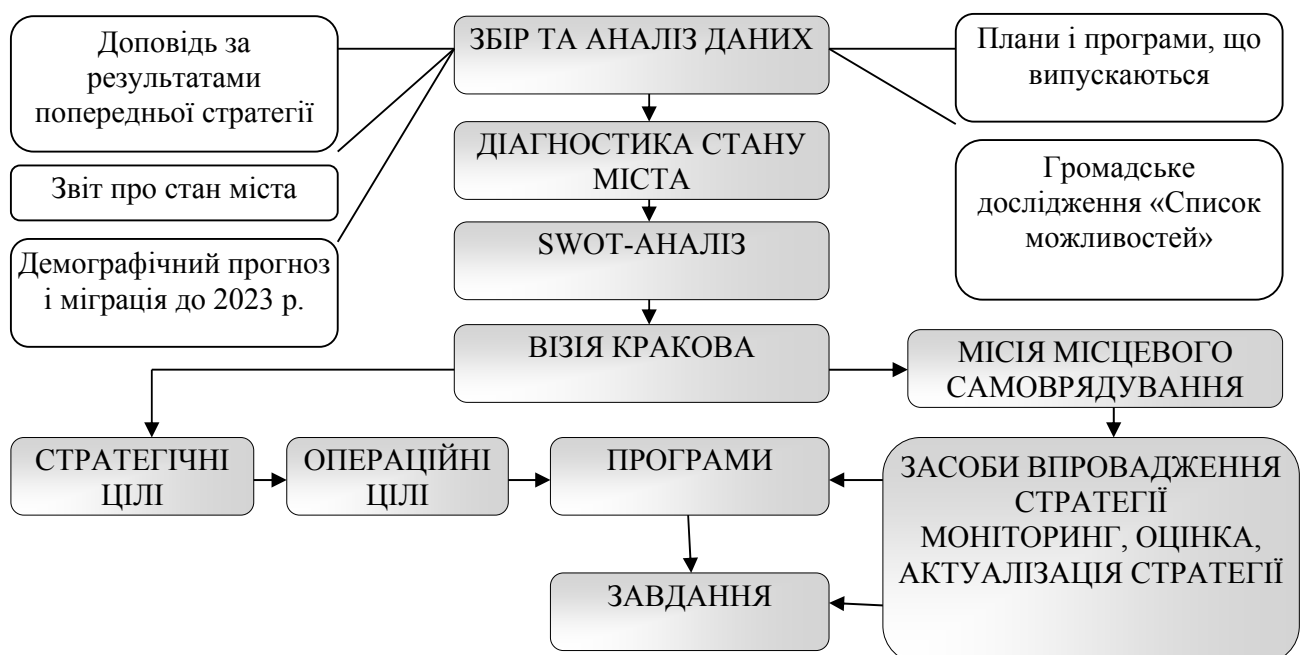 Доповідь за
результатами
попередньої стратегії
ЗБІР ТА АНАЛІЗ ДАНИХ
Плани і програми, що
випускаються
ДІАГНОСТИКА СТАНУ
МІСТА
Звіт про стан міста
Громадське
дослідження «Список
можливостей»
SWOT-АНАЛІЗ
Демографічний прогноз
і міграція до 2023 р.
ВІЗІЯ КРАКОВА
МІСІЯ МІСЦЕВОГО
САМОВРЯДУВАННЯ
СТРАТЕГІЧНІ
ЦІЛІ
ОПЕРАЦІЙНІ
ЦІЛІ
ПРОГРАМИ
ЗАСОБИ ВПРОВАДЖЕННЯ
СТРАТЕГІЇ
МОНІТОРИНГ, ОЦІНКА,
АКТУАЛІЗАЦІЯ СТРАТЕГІЇ
ЗАВДАННЯ